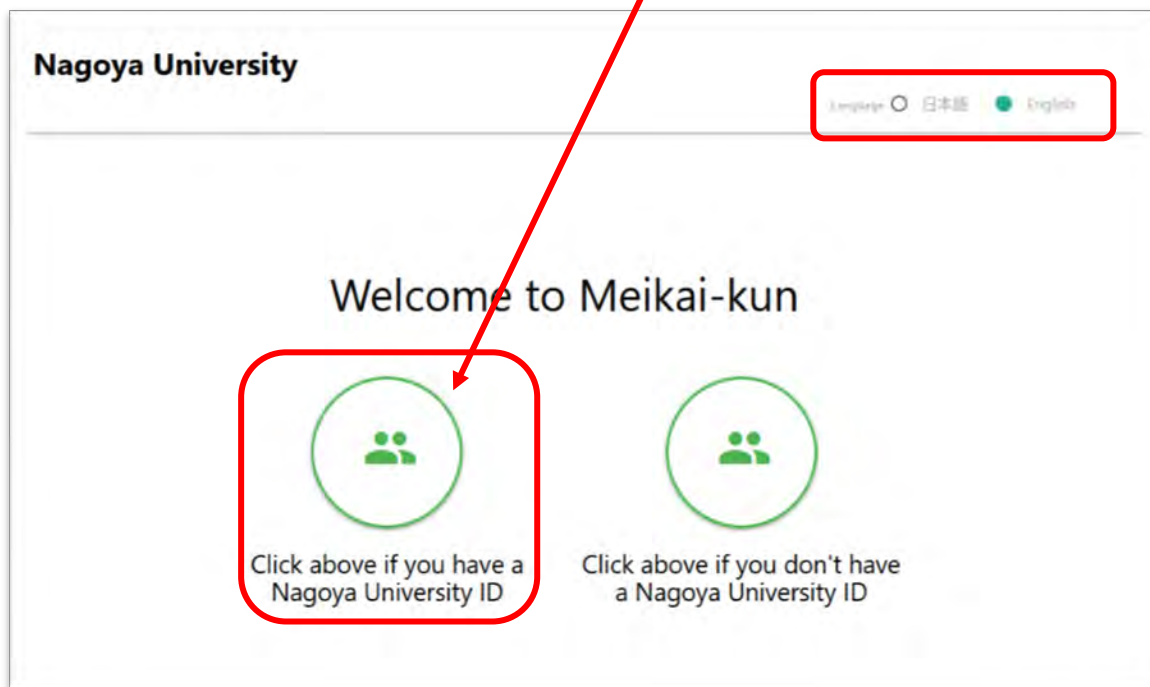 Nagoya University
Language 日本語 English
Welcome to Meikai-kun
Click above if you have a
Nagoya University ID
Click above if you don't have
a Nagoya University ID